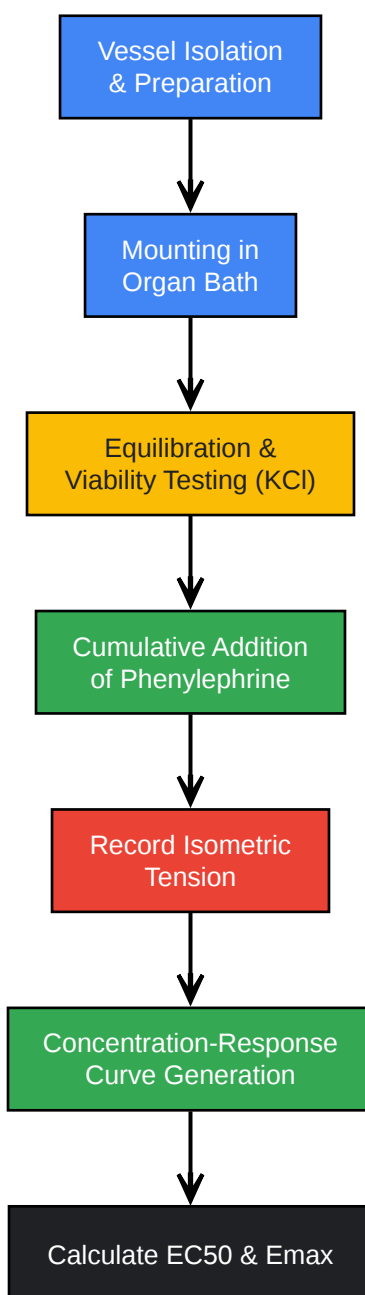 Vessel Isolation
& Preparation
Mounting in
Organ Bath
Equilibration &
Viability Testing (KCl)
Cumulative Addition
of Phenylephrine
Record Isometric
Tension
Concentration-Response
Curve Generation
Calculate EC50 & Emax